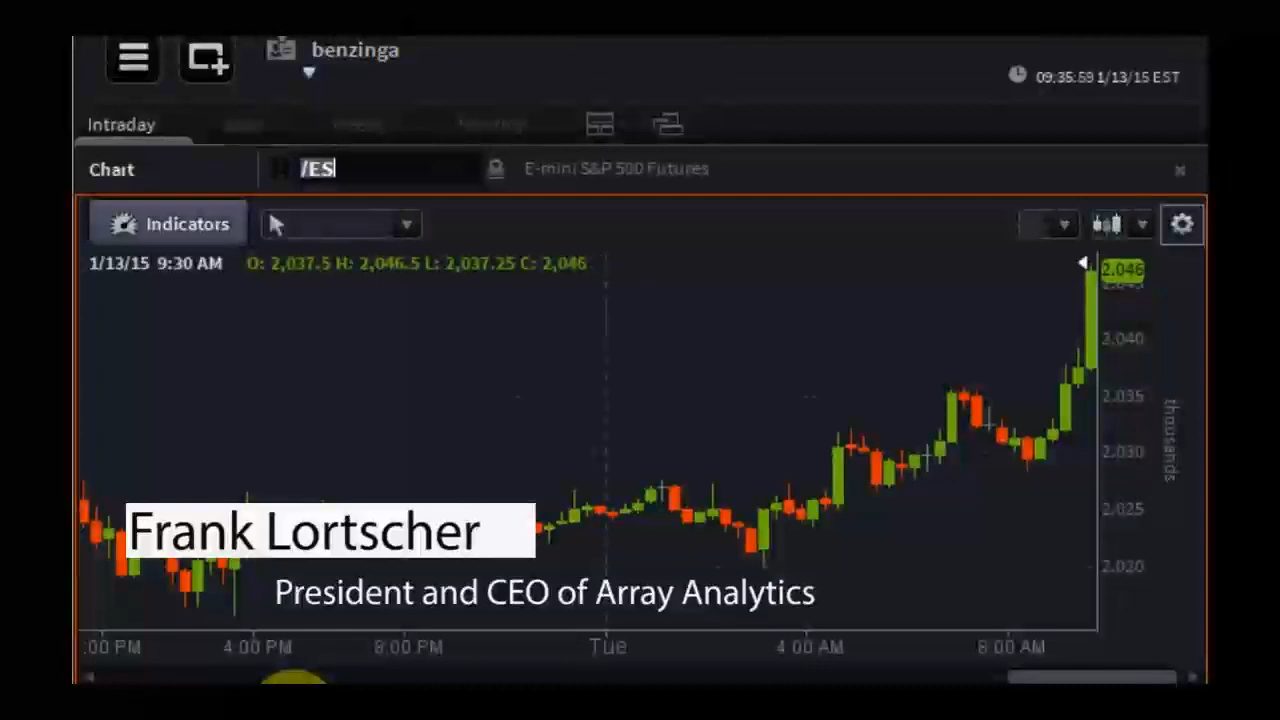 benzinga
09:35:59 1/13/15 EST
Intraday
Chart
/ES
E-mini S&P 500 Futures
Indicators
1/13/15 9:30 AM O: 2,037.5 H: 2,046.5 L: 2,037.25 C: 2,046
2.046
2.045
2.040
2.035
2.030
2.025
2.020
thousands
Frank Lortscher
President and CEO of Array Analytics
:00 PM
4:00 PM
8:00 PM
Tue
4:00 AM
8:00 AM